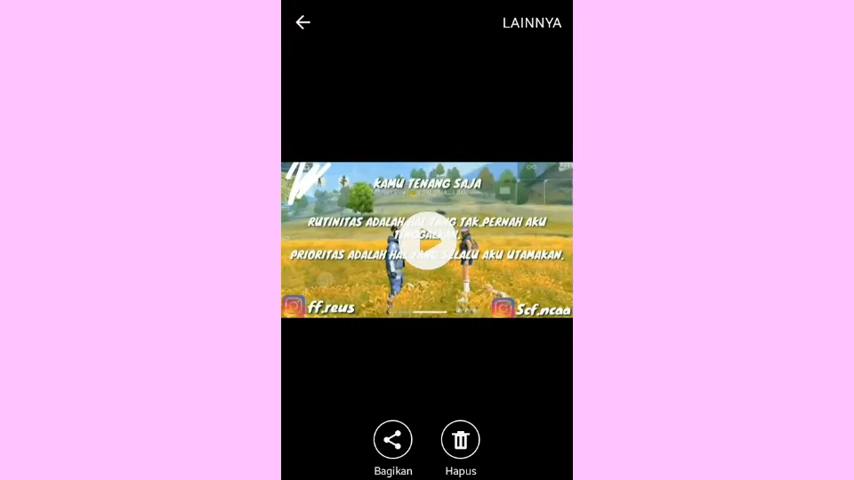 LAINNYA
KAMU TENANG SAJA
RUTINITAS ADALAH HAL YANG TAK PERNAH AKU
TINGGALKAN.
PRIORITAS ADALAH HAL YANG SELALU AKU UTAMAKAN.
ff.reus
Scf.ncaa
Bagikan
Hapus